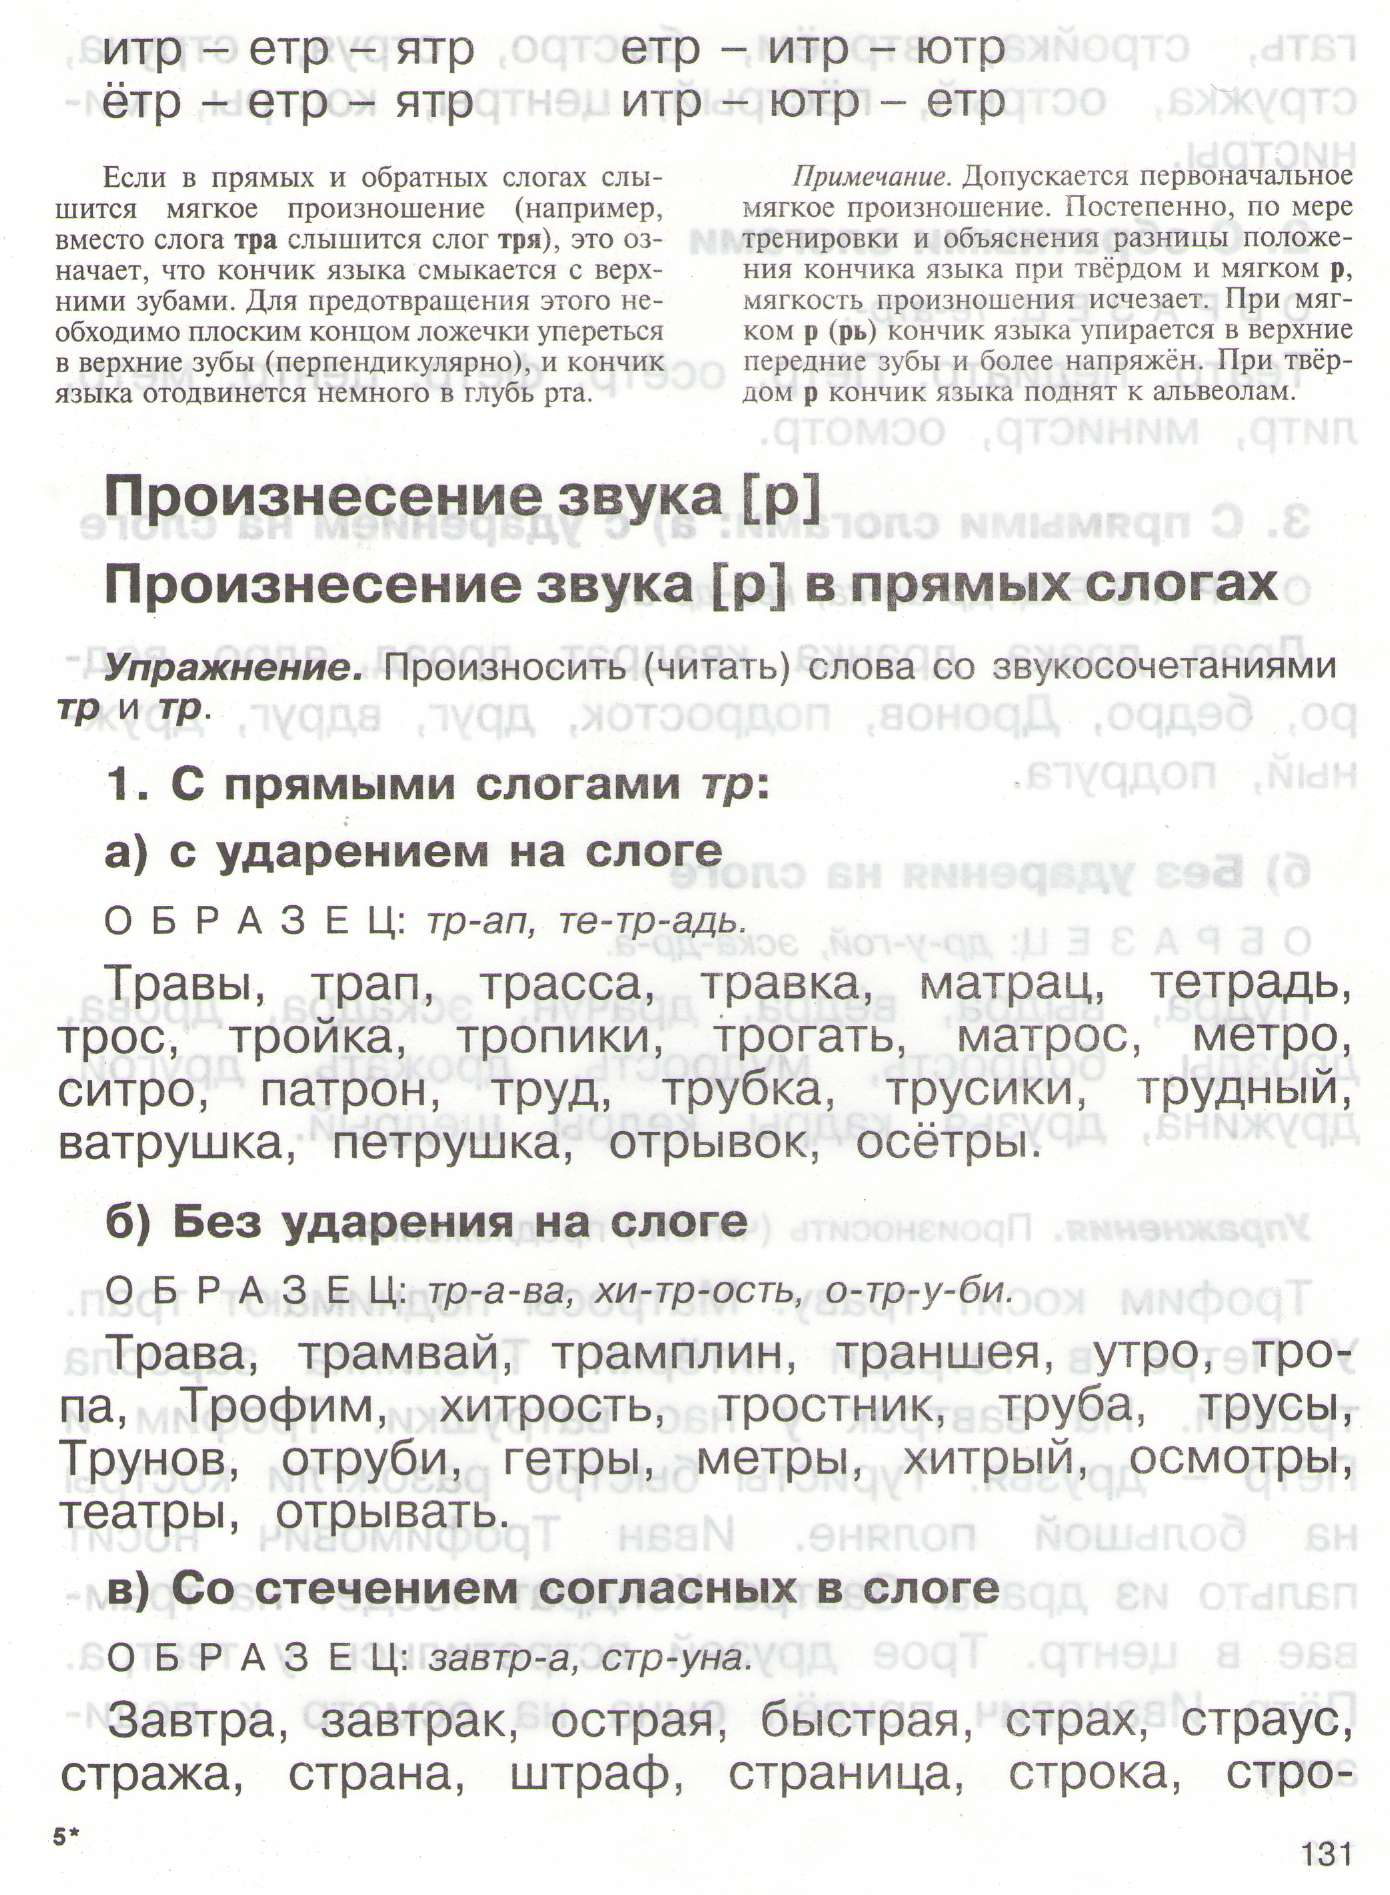 итр – етр – ятр етр – итр – ютр
ётр – етр – ятр итр – ютр – етр
Если в прямых и обратных слогах слы-
шится мягкое произношение (например,
вместо слога тра слышится слог тря), это оз-
начает, что кончик языка смыкается с верх-
ними зубами. Для предотвращения этого не-
обходимо плоским концом ложечки упереться
в верхние зубы (перпендикулярно), и кончик
языка отодвинется немного в глубь рта.
Примечание. Допускается первоначальное
мягкое произношение. Постепенно, по мере
тренировки и объяснения разницы положе-
ния кончика языка при твёрдом и мягком р,
мягкость произношения исчезает. При мяг-
ком р (рь) кончик языка упирается в верхние
передние зубы и более напряжён. При твёр-
дом р кончик языка поднят к альвеолам.
Произнесение звука [р]
Произнесение звука [р] в прямых слогах
Упражнение. Произносить (читать) слова со звукосочетаниями
тр и тр.
1. С прямыми слогами тр:
а) с ударением на слоге
О Б Р А З Е Ц: тр-ап, те-тр-адь.
Травы, трап, трасса, травка, матрац, тетрадь,
трос, тройка, тропики, трогать, матрос, метро,
ситро, патрон, труд, трубка, трусики, трудный,
ватрушка, петрушка, отрывок, осётры.
б) Без ударения на слоге
О Б Р А З Е Ц: тр-а-ва, хи-тр-ость, о-тр-у-би.
Трава, трамвай, трамплин, траншея, утро, тро-
па, Трофим, хитрость, тростник, труба, трусы,
Трунов, отруби, гетры, метры, хитрый, осмотры,
театры, отрывать.
в) Со стечением согласных в слоге
О Б Р А З Е Ц: завтр-а, стр-уна.
Завтра, завтрак, острая, быстрая, страх, страус,
стража, страна, штраф, страница, строка, стро-
5*
131